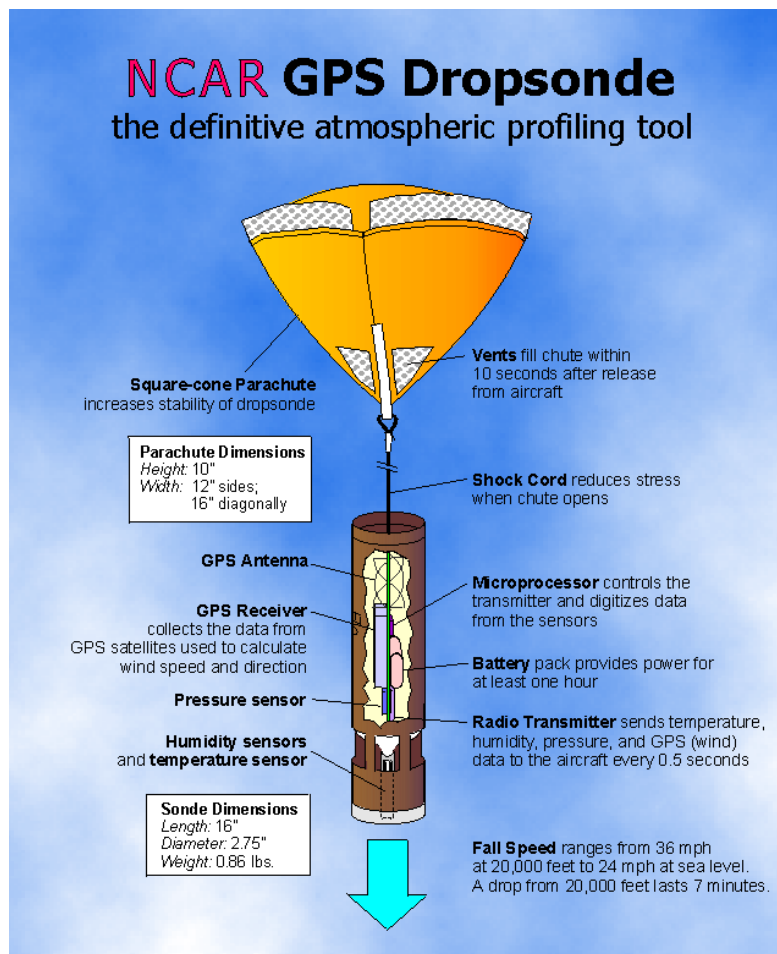 NCAR GPS Dropsonde
the definitive atmospheric profiling tool
Vents fill chute within
10 seconds after release
from aircraft
Square-cone Parachute
increases stability of dropsonde
Parachute Dimensions
Height: 10"
Width: 12" sides;
16" diagonally
Shock Cord reduces stress
when chute opens
GPS Antenna
Microprocessor controls the
transmitter and digitizes data
from the sensors
GPS Receiver
collects the data from
GPS satellites used to calculate
wind speed and direction
Battery pack provides power for
at least one hour
Pressure sensor
Radio Transmitter sends temperature,
humidity, pressure, and GPS (wind)
data to the aircraft every 0.5 seconds
Humidity sensors
and temperature sensor
Sonde Dimensions
Length: 16"
Diameter: 2.75"
Weight: 0.86 lbs.
Fall Speed ranges from 36 mph
at 20,000 feet to 24 mph at sea level.
A drop from 20,000 feet lasts 7 minutes.